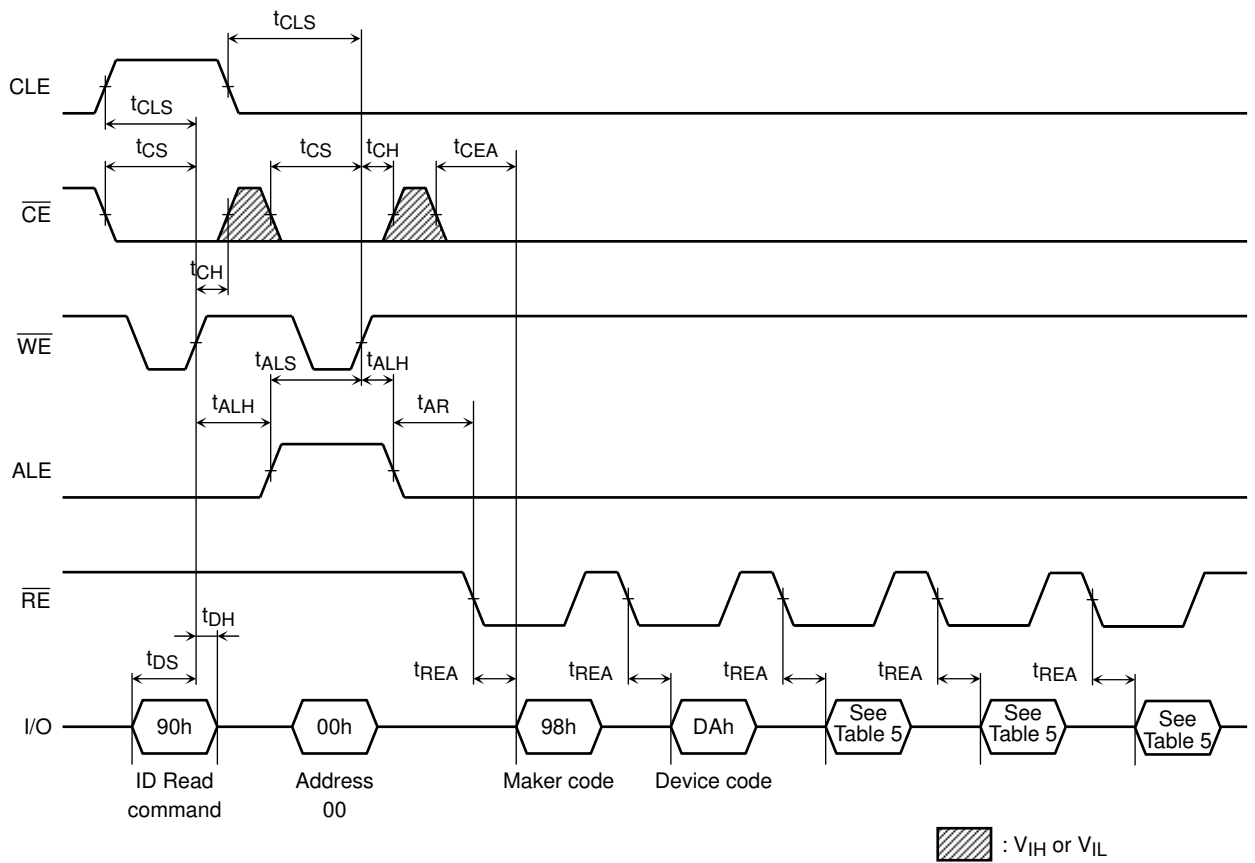 tCLS
CLE
tCLS
tCS
tCS
tCH
tCEA
CE
tCH
WE
tALS
tALH
tALH
tAR
ALE
RE
tDH
tDS
tREA
tREA
tREA
tREA
tREA
I/O
90h
00h
98h
DAh
See
Table 5
See
Table 5
See
Table 5
ID Read
command
Address
00
Maker code
Device code
: VIH or VIL